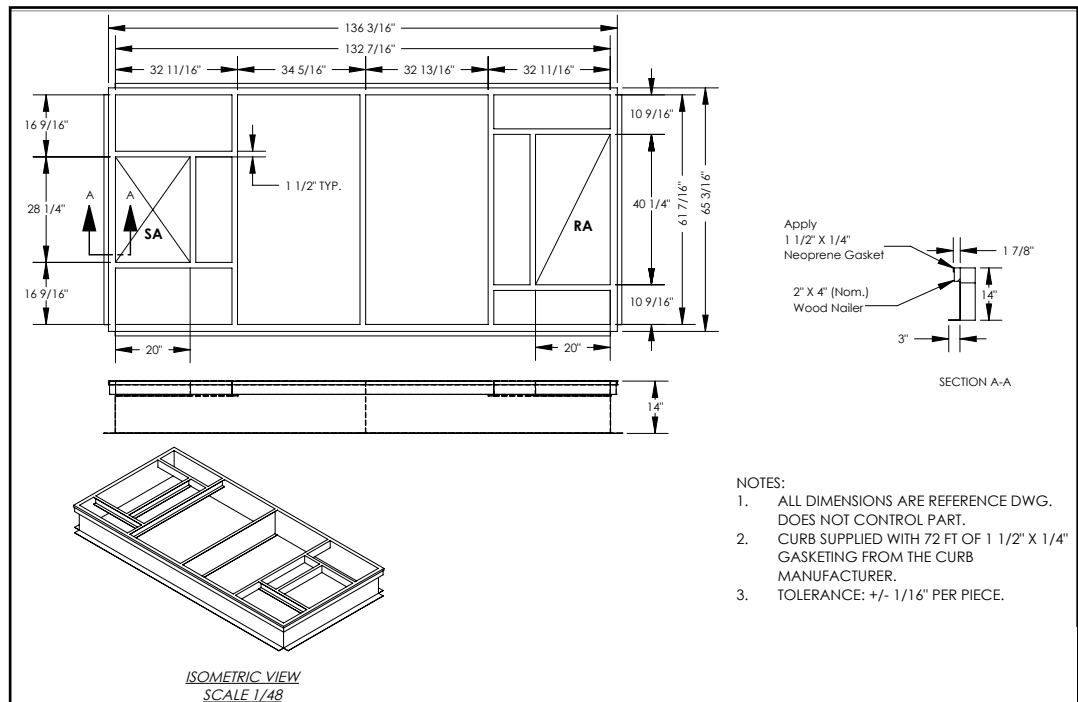 136 3/16"
132 7/16"
32 11/16"
34 5/16"
32 13/16"
32 11/16"
16 9/16"
28 1/4"
16 9/16"
A
A
SA
1 1/2" TYP.
RA
10 9/16"
40 1/4"
10 9/16"
61 7/16"
65 3/16"
20"
20"
14"
Apply
1 1/2" X 1/4"
Neoprene Gasket
2" X 4" (Nom.)
Wood Nailer
1 7/8"
14"
3"
SECTION A-A
ISOMETRIC VIEW
SCALE 1/48
NOTES:
1. ALL DIMENSIONS ARE REFERENCE DWG.
DOES NOT CONTROL PART.
2. CURB SUPPLIED WITH 72 FT OF 1 1/2" X 1/4"
GASKETING FROM THE CURB
MANUFACTURER.
3. TOLERANCE: +/- 1/16" PER PIECE.